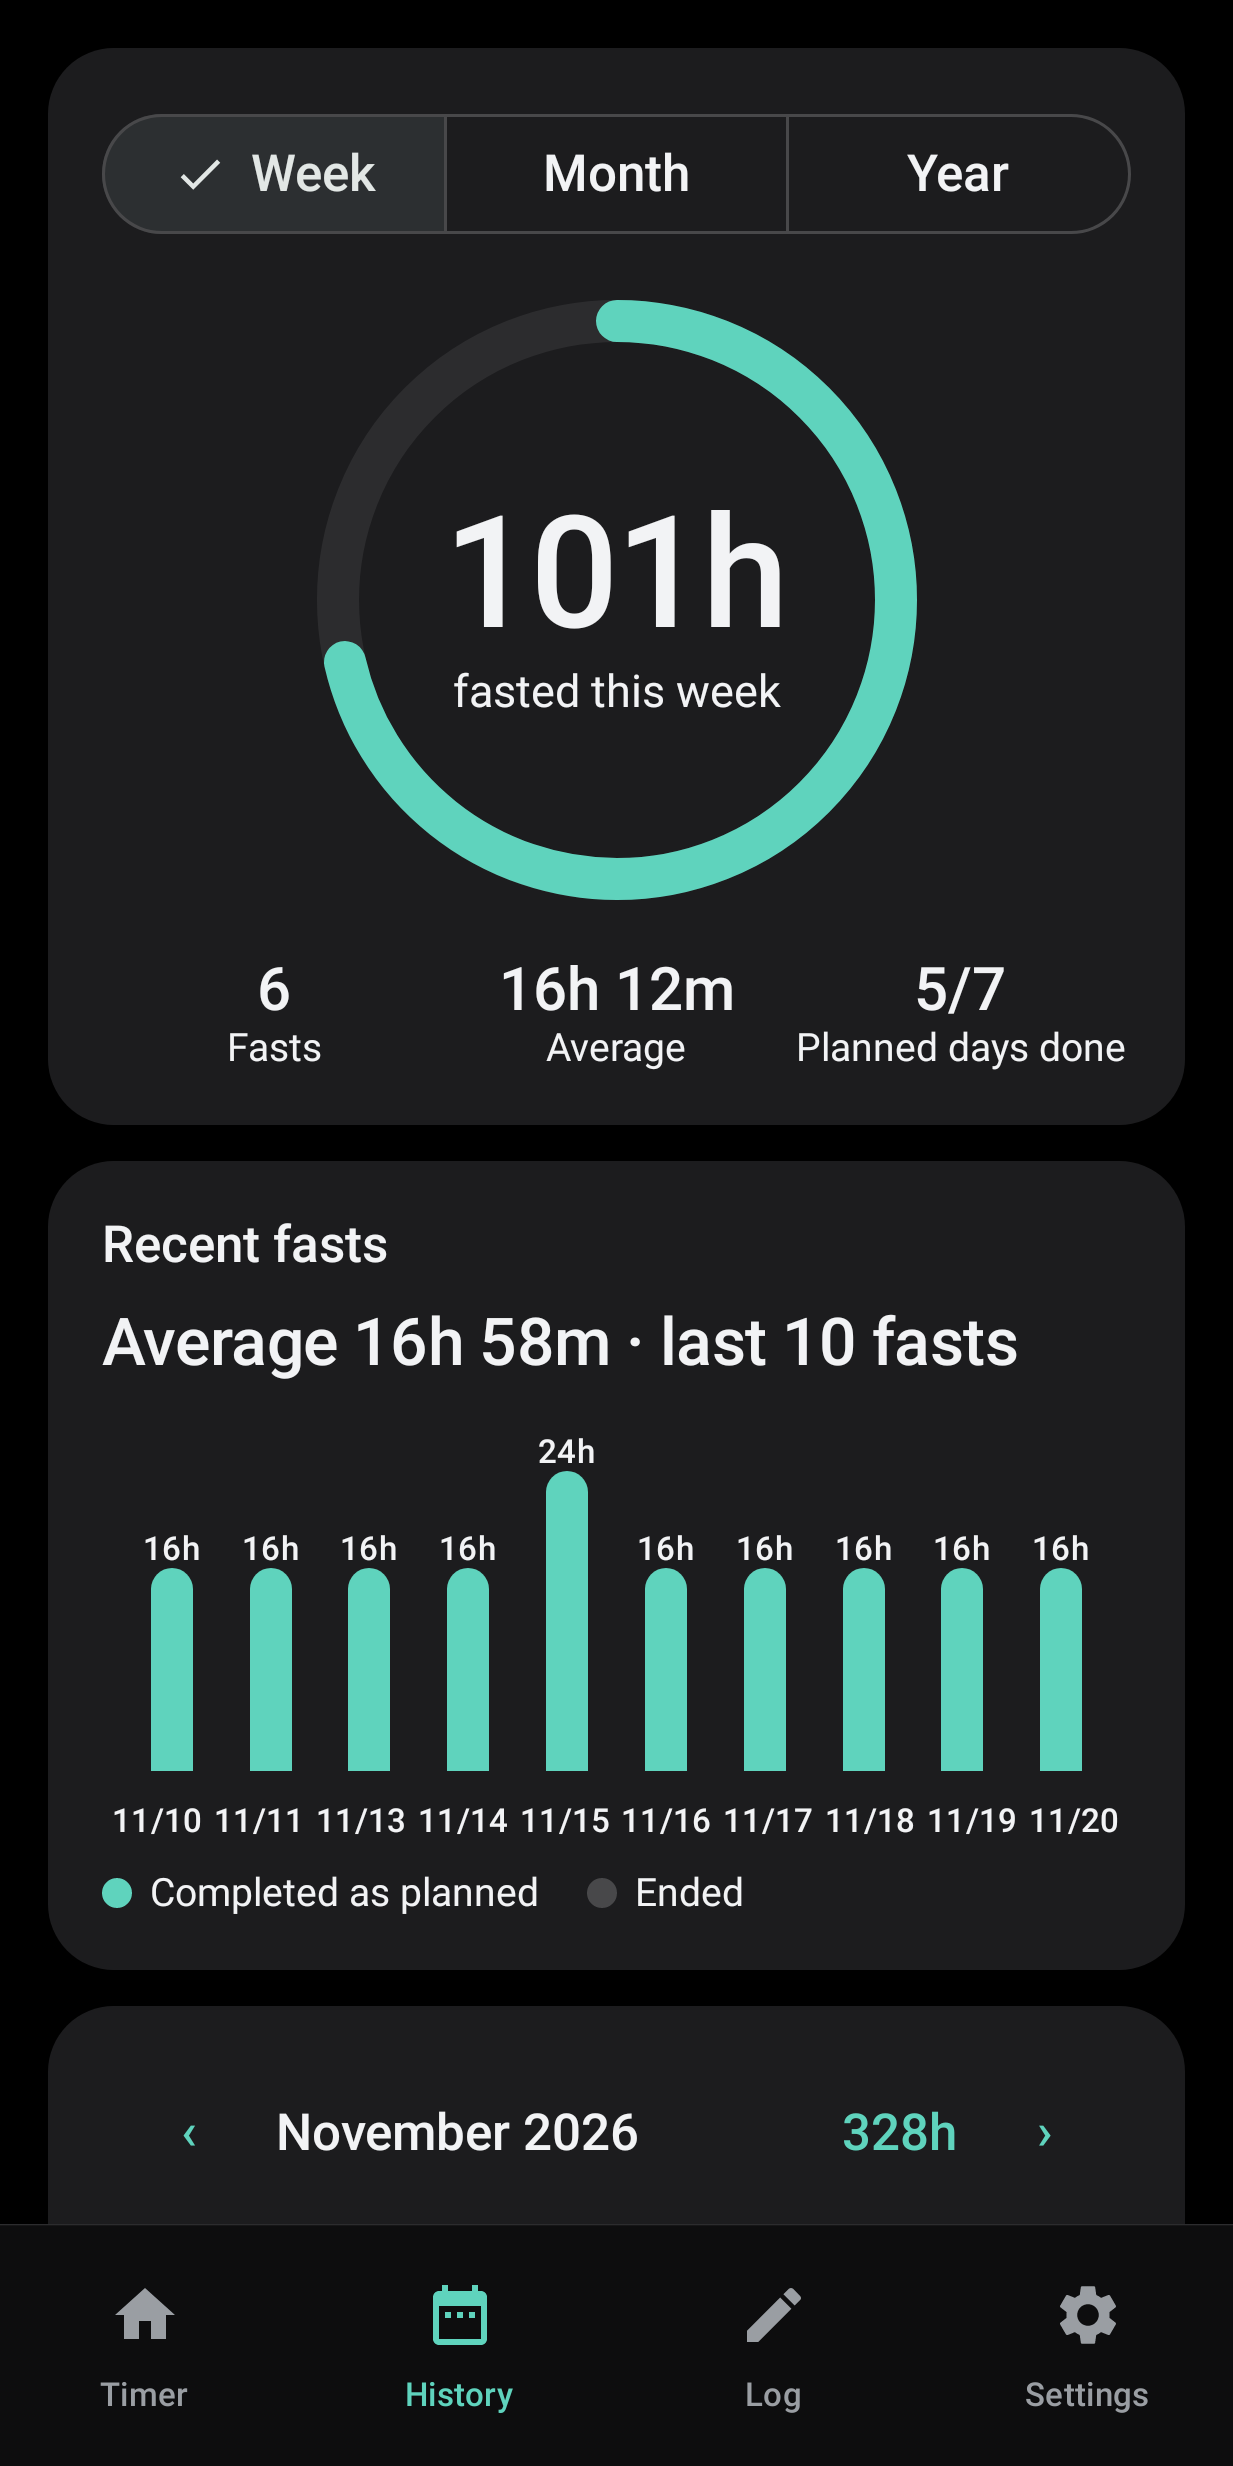 Week Month Year
101h
fasted this week
6 16h 12m 5/7
Fasts Average Planned days done
Recent fasts
Average 16h 58m · last 10 fasts
24h
16h 16h 16h 16h 16h 16h 16h 16h 16h
11/10 11/11 11/13 11/14 11/15 11/16 11/17 11/18 11/19 11/20
Completed as planned Ended
‹ November 2026 328h ›
Timer History Log Settings